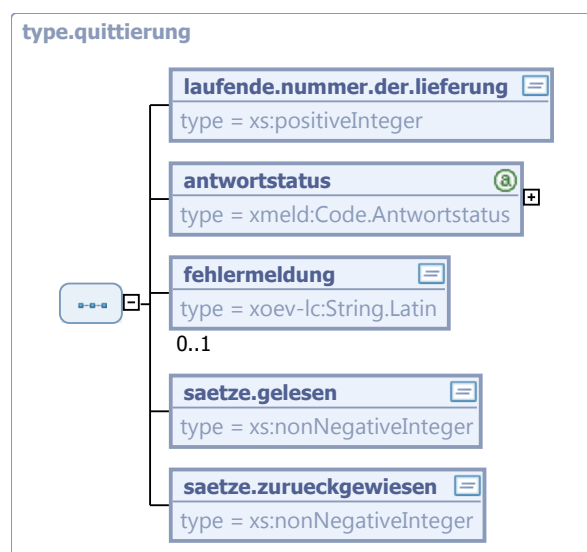 type.quittierung
laufende.nummer.der.lieferung
type = xs:positiveInteger
antwortstatus
type = xmeld:Code.Antwortstatus
fehlermeldung
type = xoev-lc:String.Latin
0..1
saetze.gelesen
type = xs:nonNegativeInteger
saetze.zurueckgewiesen
type = xs:nonNegativeInteger